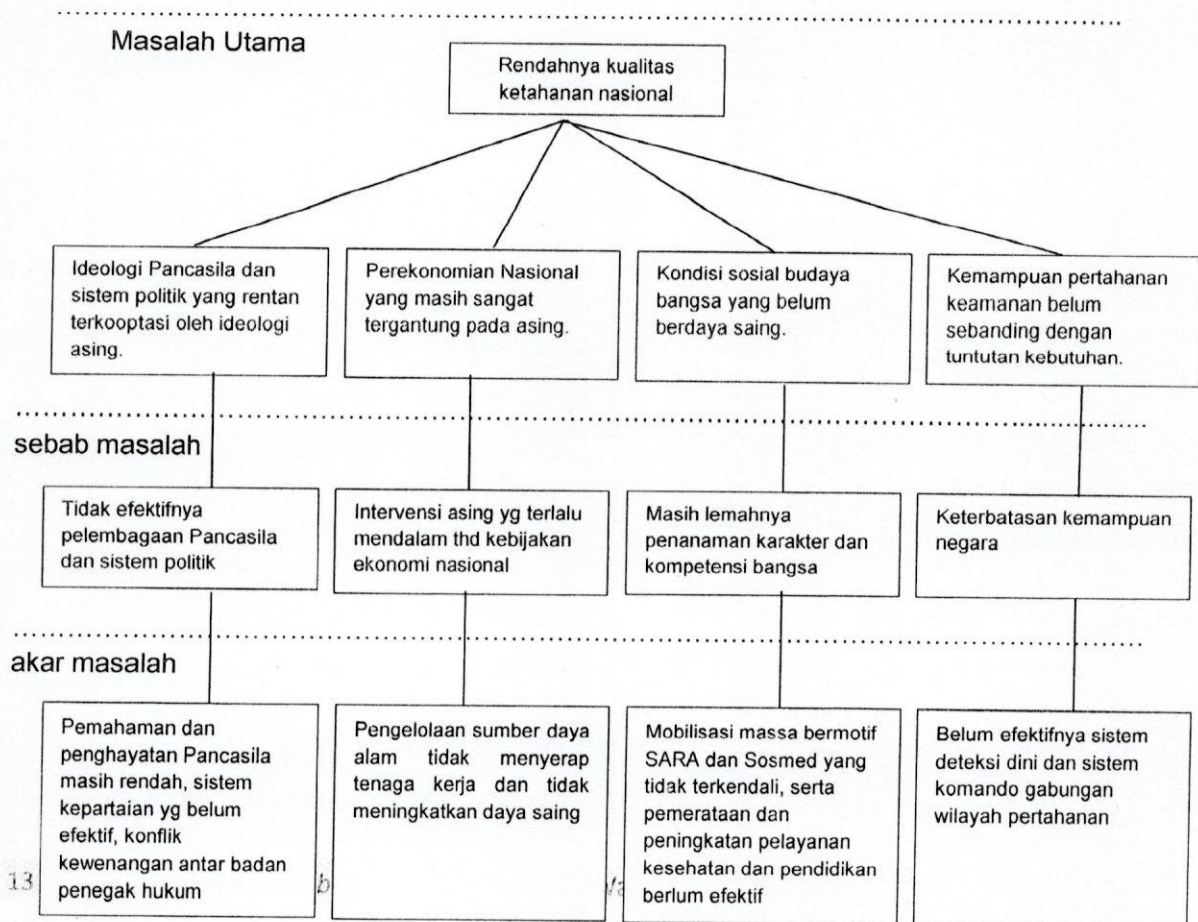 Masalah Utama
Rendahnya kualitas
ketahanan nasional
Ideologi Pancasila dan
sistem politik yang rentan
terkooptasi oleh ideologi
asing.
Perekonomian Nasional
yang masih sangat
tergantung pada asing.
Kondisi sosial budaya
bangsa yang belum
berdaya saing.
Kemampuan pertahanan
keamanan belum
sebanding dengan
tuntutan kebutuhan.
sebab masalah
Tidak efektifnya
pelembagaan Pancasila
dan sistem politik
Intervensi asing yg terlalu
mendalam thd kebijakan
ekonomi nasional
Masih lemahnya
penanaman karakter dan
kompetensi bangsa
Keterbatasan kemampuan
negara
akar masalah
Pemahaman dan
penghayatan Pancasila
masih rendah, sistem
kepartaian yg belum
efektif, konflik
kewenangan antar badan
penegak hukum
Pengelolaan sumber daya
alam tidak menyerap
tenaga kerja dan tidak
meningkatkan daya saing
Mobilisasi massa bermotif
SARA dan Sosmed yang
tidak terkendali, serta
pemerataan dan
peningkatan pelayanan
kesehatan dan pendidikan
berlum efektif
Belum efektifnya sistem
deteksi dini dan sistem
komando gabungan
wilayah pertahanan
13